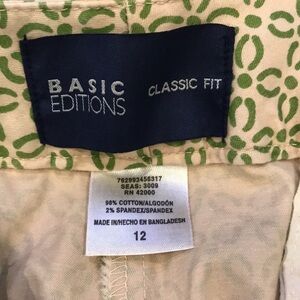 BASIC
EDITIONS
CLASSIC FIT
762993456317
SEAS: 3009
RN 42000
98% COTTON/ALGODÓN
2% SPANDEX/SPANDEX
MADE IN/HECHO EN BANGLADESH
12